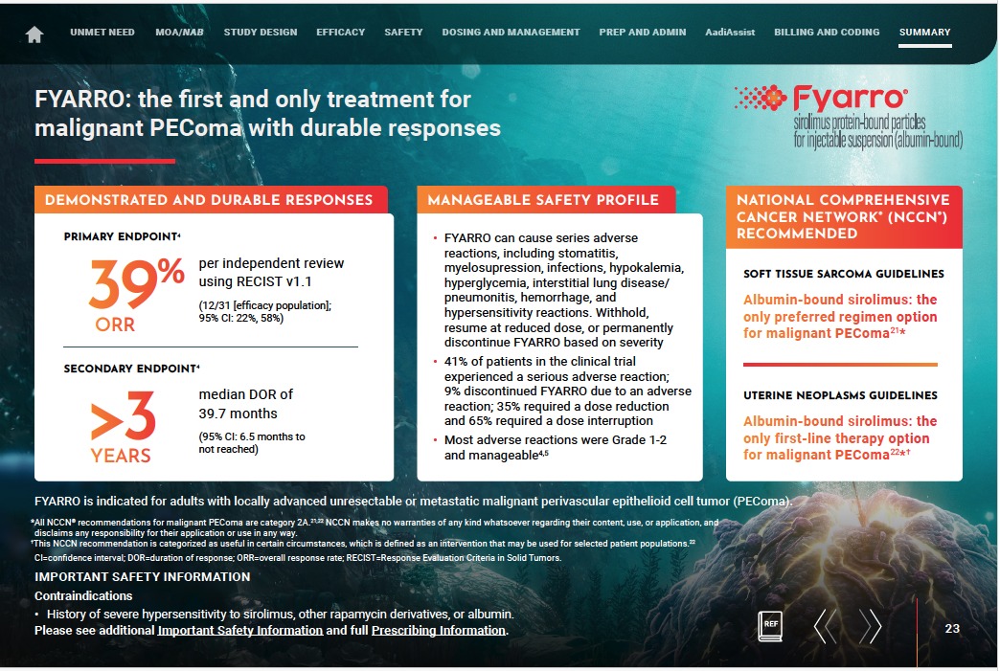 UNMET NEED MOA/NAB STUDY DESIGN EFFICACY SAFETY DOSING AND MANAGEMENT PREP AND ADMIN AadiAssist BILLING AND CODING SUMMARY
FYARRO: the first and only treatment for
malignant PEComa with durable responses
Fyarro®
sirolimus protein-bound particles
for injectable suspension (albumin-bound)
DEMONSTRATED AND DURABLE RESPONSES
PRIMARY ENDPOINT⁴
39%
ORR
per independent review
using RECIST v1.1
(12/31 [efficacy population];
95% CI: 22%, 58%)
SECONDARY ENDPOINT⁴
>3
YEARS
median DOR of
39.7 months
(95% CI: 6.5 months to
not reached)
MANAGEABLE SAFETY PROFILE
• FYARRO can cause series adverse
reactions, including stomatitis,
myelosupression, infections, hypokalemia,
hyperglycemia, interstitial lung disease/
pneumonitis, hemorrhage, and
hypersensitivity reactions. Withhold,
resume at reduced dose, or permanently
discontinue FYARRO based on severity
• 41% of patients in the clinical trial
experienced a serious adverse reaction;
9% discontinued FYARRO due to an adverse
reaction; 35% required a dose reduction
and 65% required a dose interruption
• Most adverse reactions were Grade 1-2
and manageable⁴,⁵
NATIONAL COMPREHENSIVE
CANCER NETWORK® (NCCN®)
RECOMMENDED
SOFT TISSUE SARCOMA GUIDELINES
Albumin-bound sirolimus: the
only preferred regimen option
for malignant PEComa²¹*
UTERINE NEOPLASMS GUIDELINES
Albumin-bound sirolimus: the
only first-line therapy option
for malignant PEComa²²*†
FYARRO is indicated for adults with locally advanced unresectable or metastatic malignant perivascular epithelioid cell tumor (PEComa).
*All NCCN® recommendations for malignant PEComa are category 2A.²¹,²² NCCN makes no warranties of any kind whatsoever regarding their content, use, or application, and
disclaims any responsibility for their application or use in any way.
†This NCCN recommendation is categorized as useful in certain circumstances, which is defined as an intervention that may be used for selected patient populations.²²
CI=confidence interval; DOR=duration of response; ORR=overall response rate; RECIST=Response Evaluation Criteria in Solid Tumors.
IMPORTANT SAFETY INFORMATION
Contraindications
• History of severe hypersensitivity to sirolimus, other rapamycin derivatives, or albumin.
Please see additional Important Safety Information and full Prescribing Information.
REF
23